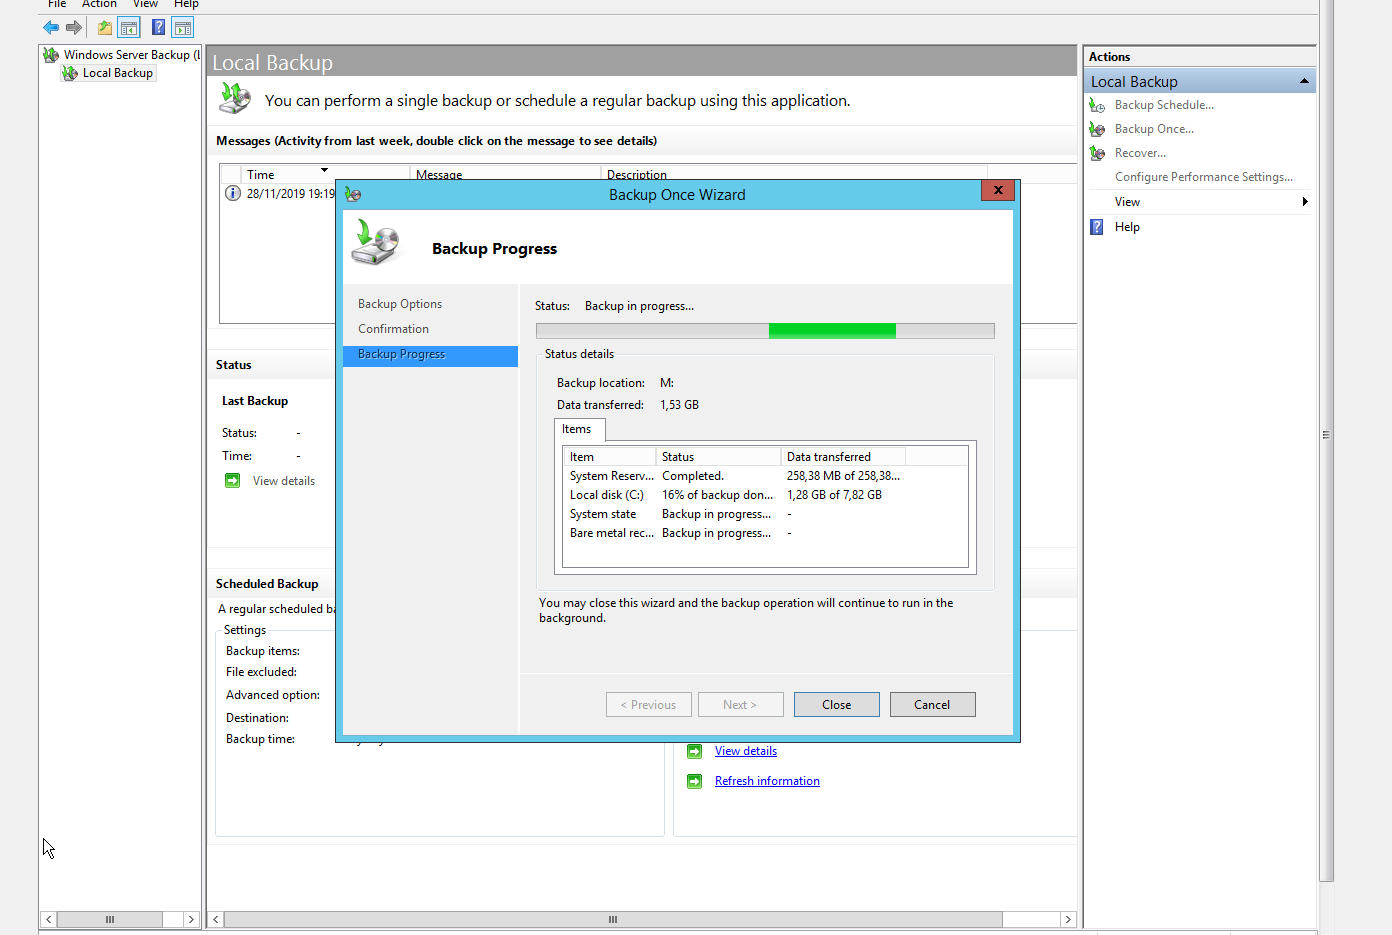 File Action View Help
Windows Server Backup (L
Local Backup
Local Backup
You can perform a single backup or schedule a regular backup using this application.
Messages (Activity from last week, double click on the message to see details)
Time Message Description
28/11/2019 19:19
Status
Last Backup
Status: -
Time: -
View details
Scheduled Backup
A regular scheduled ba
Settings
Backup items:
File excluded:
Advanced option:
Destination:
Backup time:
View details
Refresh information
Backup Once Wizard
Backup Progress
Backup Options
Confirmation
Backup Progress
Status: Backup in progress...
Status details
Backup location: M:
Data transferred: 1,53 GB
Items
Item Status Data transferred
System Reserv... Completed. 258,38 MB of 258,38...
Local disk (C:) 16% of backup don... 1,28 GB of 7,82 GB
System state Backup in progress... -
Bare metal rec... Backup in progress... -
You may close this wizard and the backup operation will continue to run in the
background.
< Previous Next > Close Cancel
Actions
Local Backup
Backup Schedule...
Backup Once...
Recover...
Configure Performance Settings...
View
Help